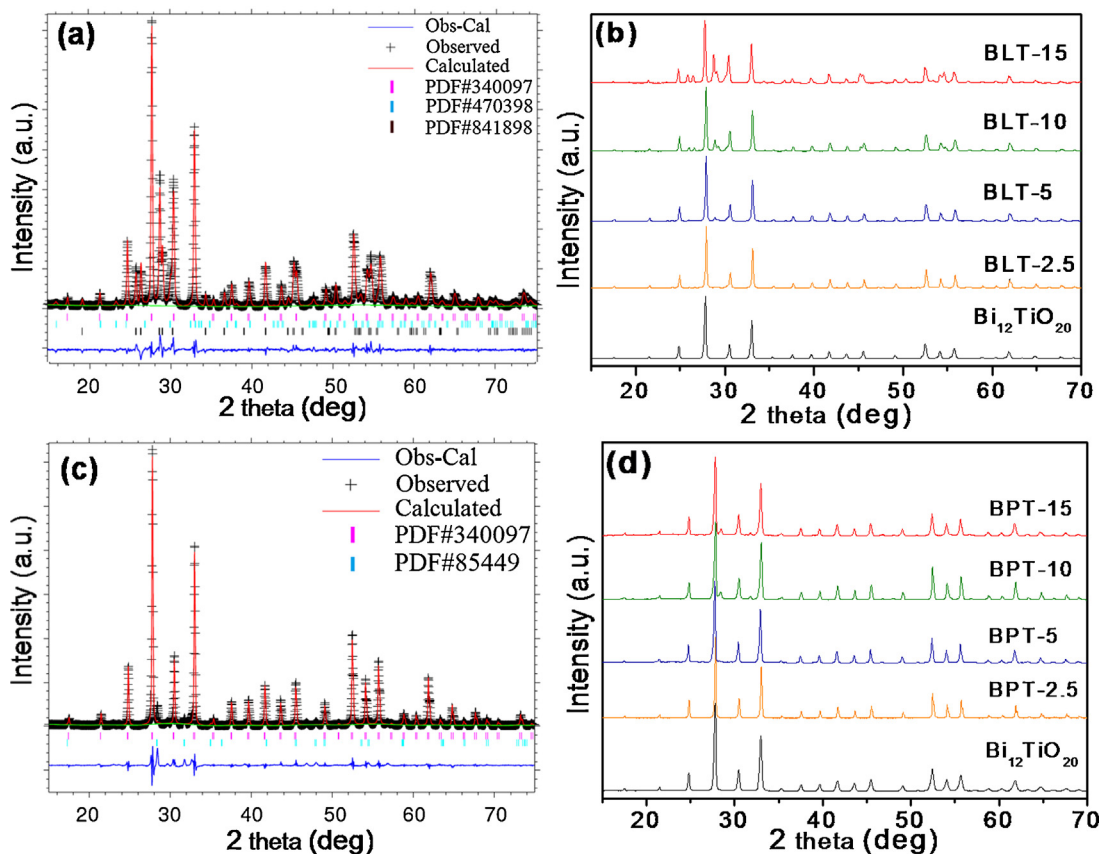 (a)
Obs-Cal
Observed
Calculated
PDF#340097
PDF#470398
PDF#841898
Intensity (a.u.)
20 30 40 50 60 70
2 theta (deg)
(b)
BLT-15
BLT-10
BLT-5
BLT-2.5
Bi₁₂TiO₂₀
Intensity (a.u.)
20 30 40 50 60 70
2 theta (deg)
(c)
Obs-Cal
Observed
Calculated
PDF#340097
PDF#85449
Intensity (a.u.)
20 30 40 50 60 70
2 theta (deg)
(d)
BPT-15
BPT-10
BPT-5
BPT-2.5
Bi₁₂TiO₂₀
Intensity (a.u.)
20 30 40 50 60 70
2 theta (deg)